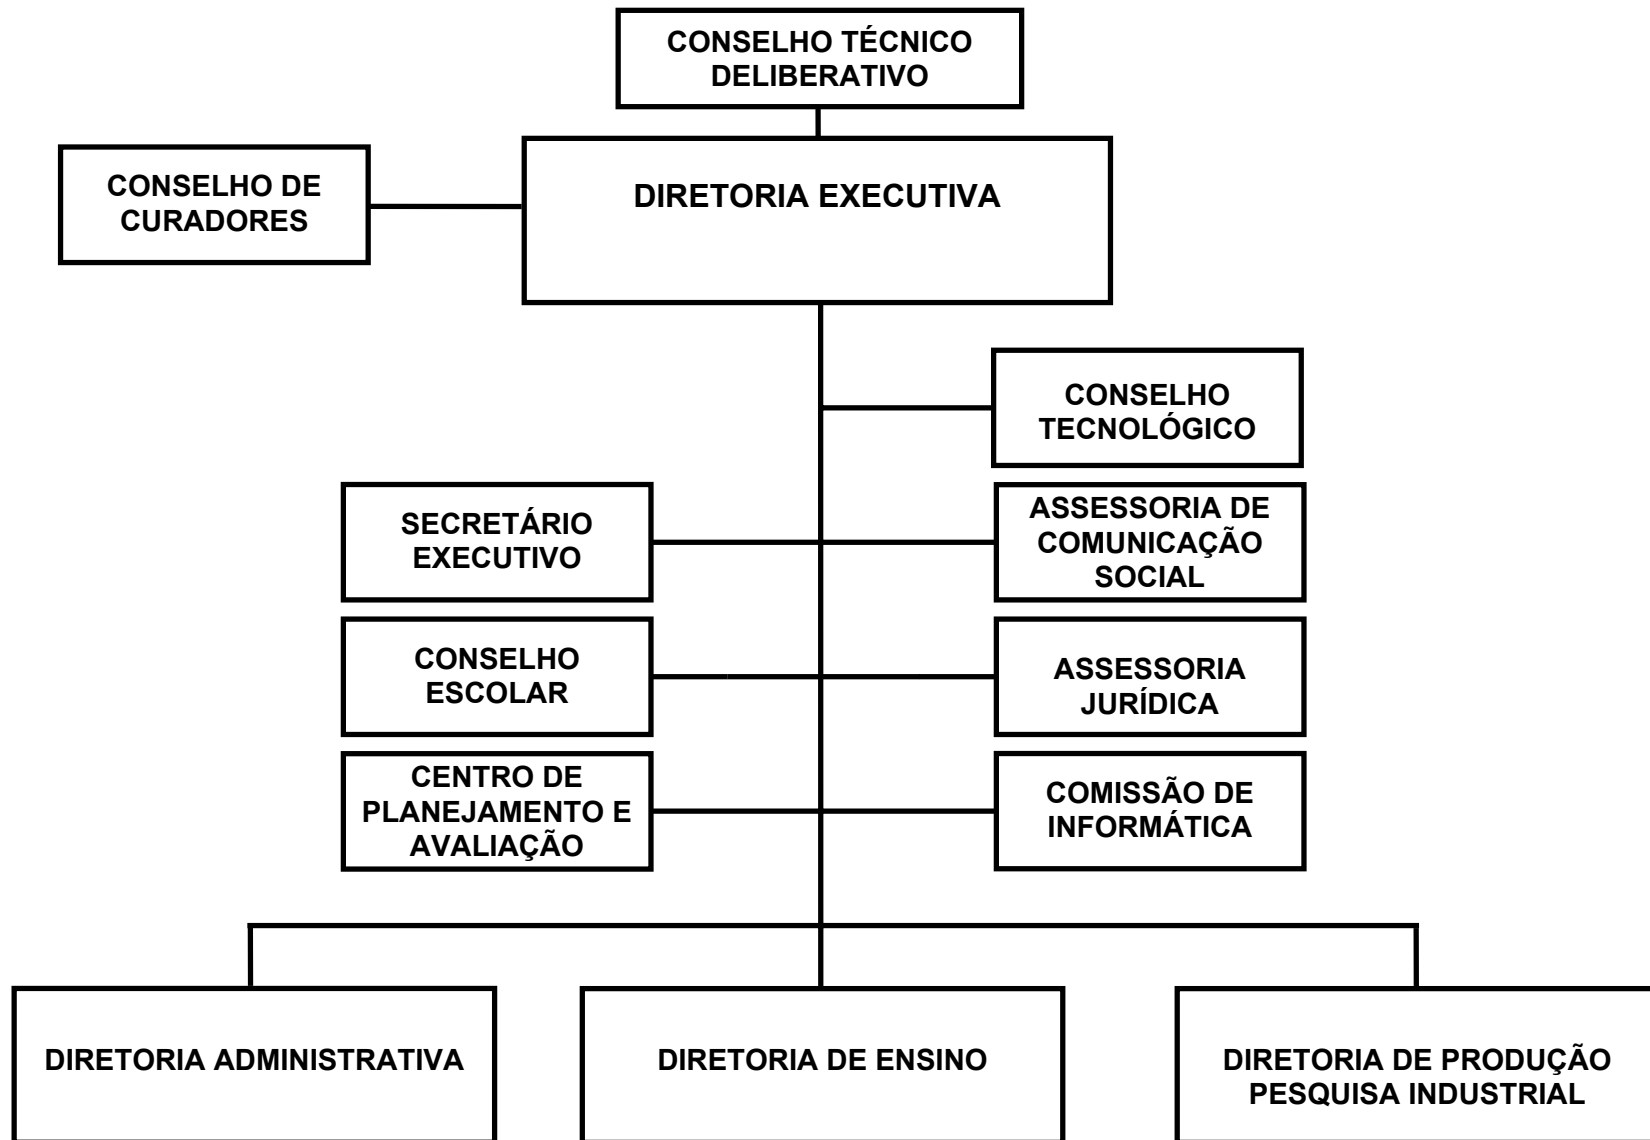 CONSELHO TÉCNICO
DELIBERATIVO
CONSELHO DE
CURADORES
DIRETORIA EXECUTIVA
CONSELHO
TECNOLÓGICO
SECRETÁRIO
EXECUTIVO
ASSESSORIA DE
COMUNICAÇÃO
SOCIAL
CONSELHO
ESCOLAR
ASSESSORIA
JURÍDICA
CENTRO DE
PLANEJAMENTO E
AVALIAÇÃO
COMISSÃO DE
INFORMÁTICA
DIRETORIA ADMINISTRATIVA
DIRETORIA DE ENSINO
DIRETORIA DE PRODUÇÃO
PESQUISA INDUSTRIAL